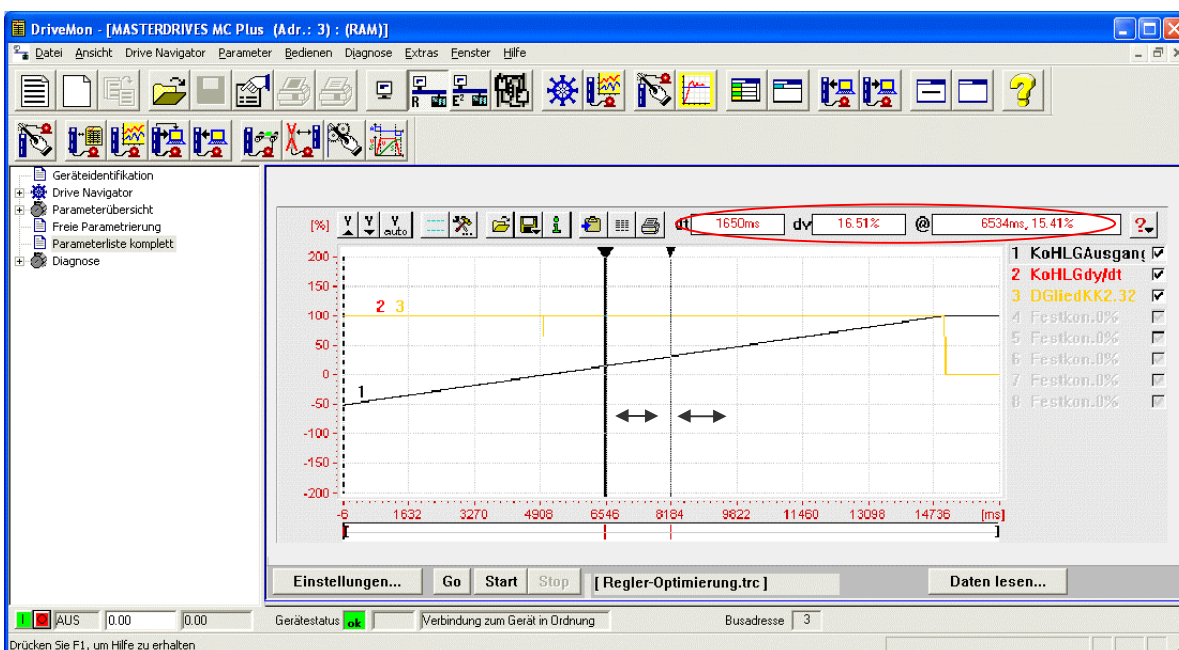 DriveMon - [MASTERDRIVES MC Plus (Adr.: 3) : (RAM)]
Datei Ansicht Drive Navigator Parameter Bedienen Diagnose Extras Fenster Hilfe
R E²
Geräteidentifikation
Drive Navigator
Parameterübersicht
Freie Parametrierung
Parameterliste komplett
Diagnose
[%] Y Y Y auto dt 1650ms dv 16.51% @ 6534ms, 15.41% ?
200
150
100
50
0
-50
-100
-150
-200
2 3
1
1 KoHLGAusgang
2 KoHLGdy/dt
3 DGliedKK2.32
4 Festkon.0%
5 Festkon.0%
6 Festkon.0%
7 Festkon.0%
8 Festkon.0%
-6 1632 3270 4908 6546 8184 9822 11460 13098 14736 [ms]
Einstellungen... Go Start Stop [ Regler-Optimierung.trc ] Daten lesen...
AUS 0.00 0.00 Gerätestatus ok Verbindung zum Gerät in Ordnung Busadresse 3
Drücken Sie F1, um Hilfe zu erhalten